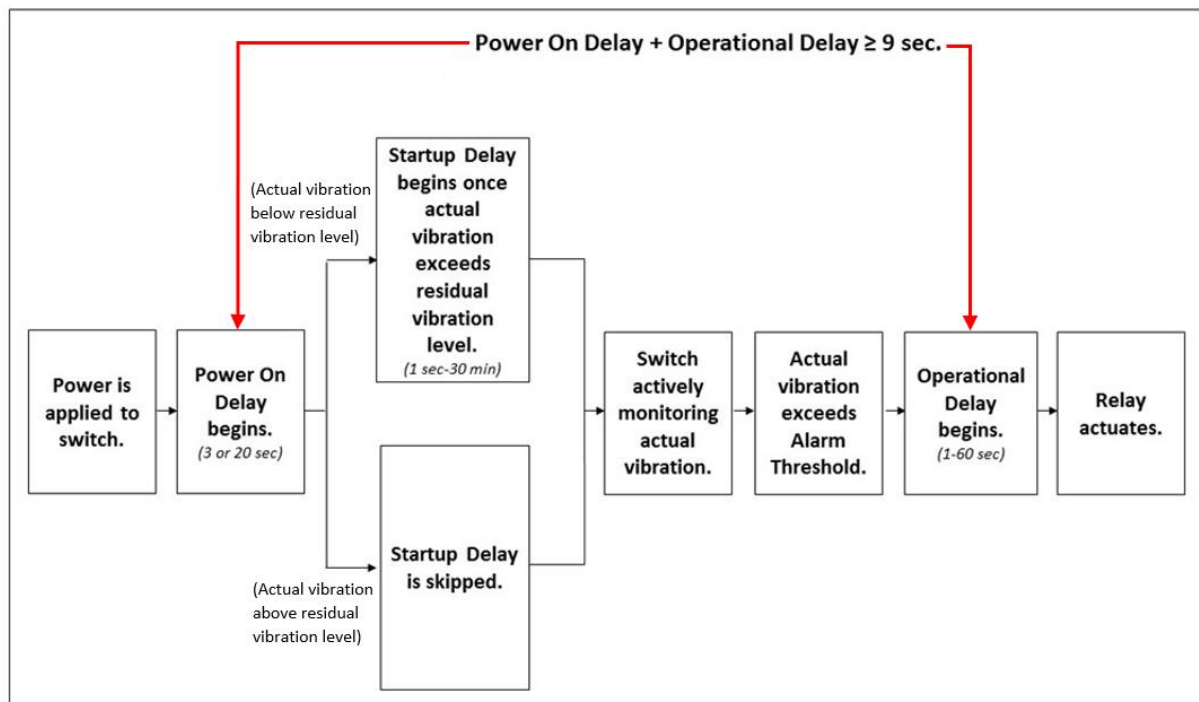 Power On Delay + Operational Delay ≥ 9 sec.
(Actual vibration
below residual
vibration level)
Startup Delay
begins once
actual
vibration
exceeds
residual
vibration
level.
(1 sec-30 min)
Power is
applied to
switch.
Power On
Delay
begins.
(3 or 20 sec)
Switch
actively
monitoring
actual
vibration.
Actual
vibration
exceeds
Alarm
Threshold.
Operational
Delay
begins.
(1-60 sec)
Relay
actuates.
Startup Delay
is skipped.
(Actual vibration
above residual
vibration level)